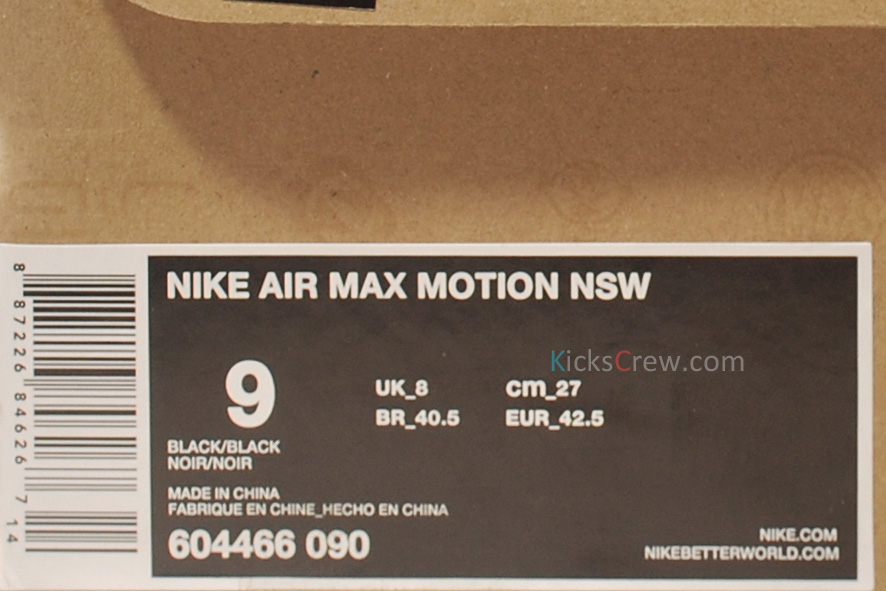 NIKE AIR MAX MOTION NSW
KicksCrew.com
9
UK_8 cm_27
BR_40.5 EUR_42.5
BLACK/BLACK
NOIR/NOIR
MADE IN CHINA
FABRIQUE EN CHINE_HECHO EN CHINA
604466 090
NIKE.COM
NIKEBETTERWORLD.COM
8 87226 84626 7 14